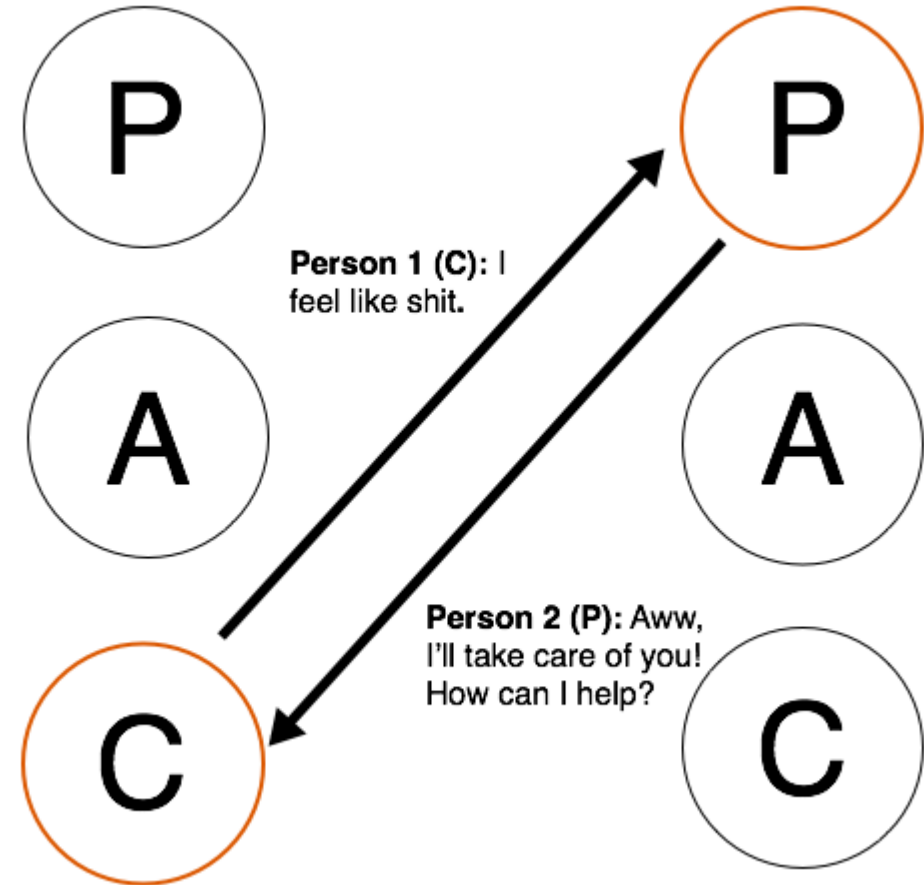 P
P
Person 1 (C): I
feel like shit.
A
A
Person 2 (P): Aww,
I'll take care of you!
How can I help?
C
C